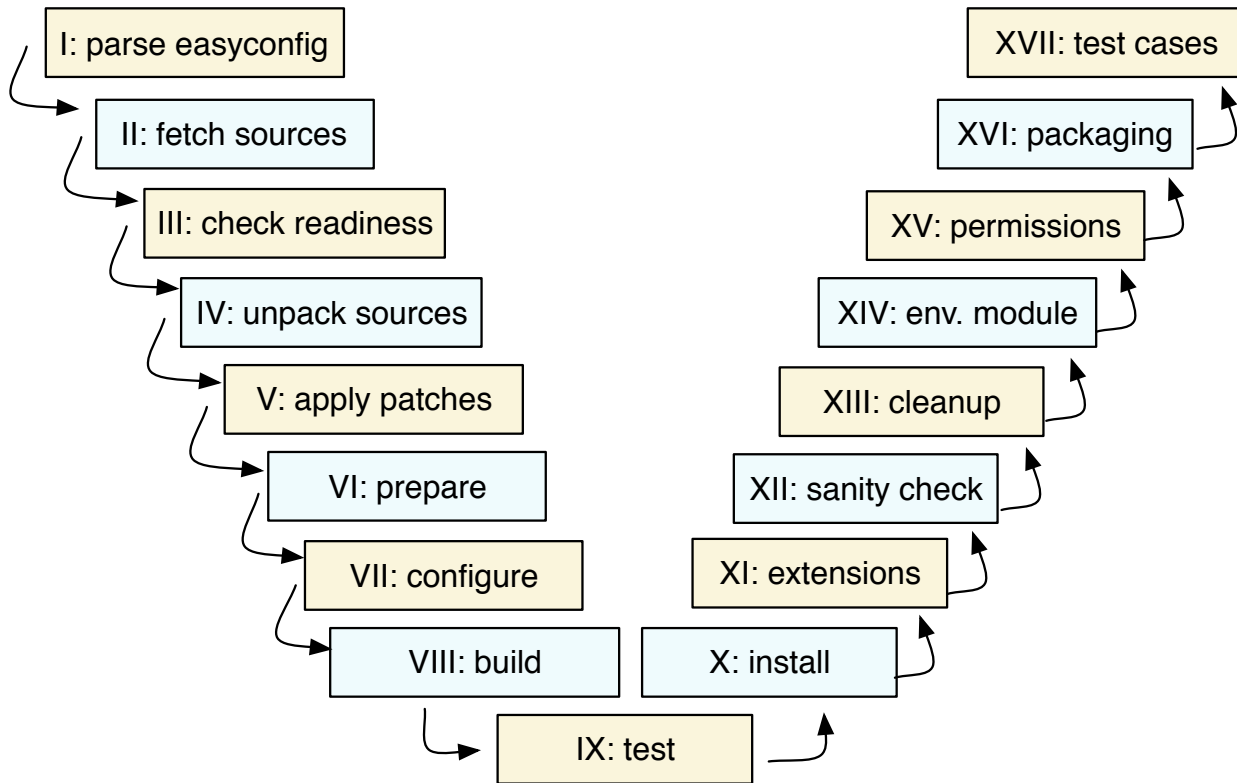 I: parse easyconfig
II: fetch sources
III: check readiness
IV: unpack sources
V: apply patches
VI: prepare
VII: configure
VIII: build
IX: test
X: install
XI: extensions
XII: sanity check
XIII: cleanup
XIV: env. module
XV: permissions
XVI: packaging
XVII: test cases